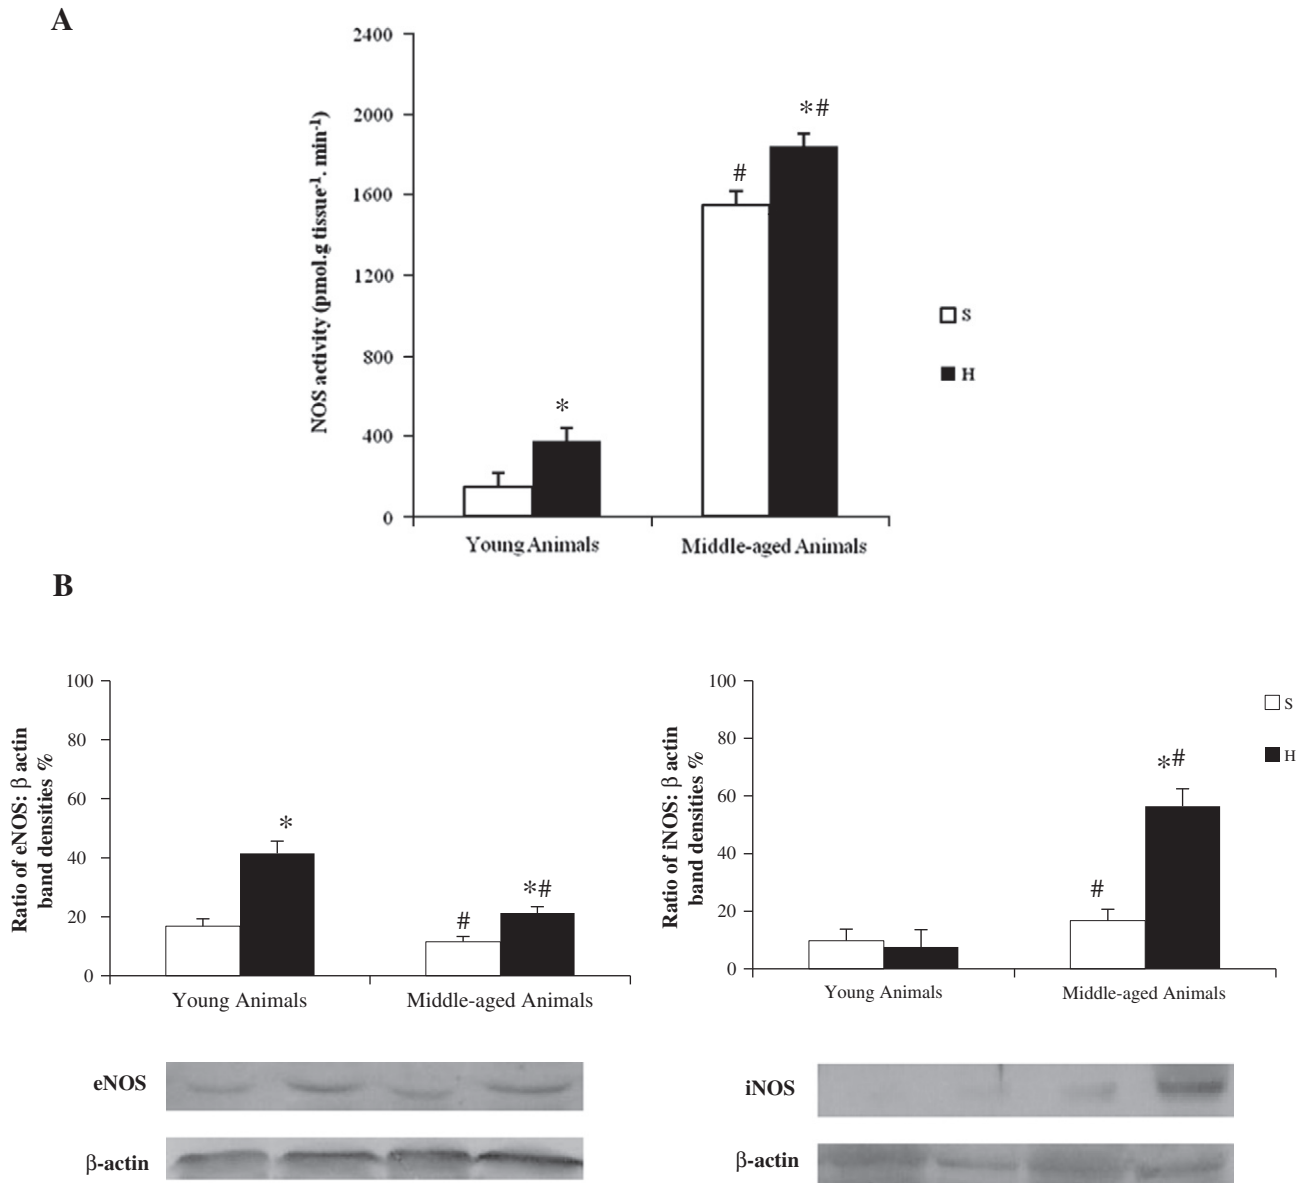 A
2400
2000
1600
1200
800
400
0
NOS activity (pmol.g tissue-1. min-1)
*
#
*#
Young Animals
Middle-aged Animals
S
H
B
100
80
60
40
20
0
Ratio of eNOS: β actin
band densities %
*
#
*#
Young Animals
Middle-aged Animals
eNOS
β-actin
100
80
60
40
20
0
Ratio of iNOS: β actin
band densities %
#
*#
Young Animals
Middle-aged Animals
S
H
iNOS
β-actin